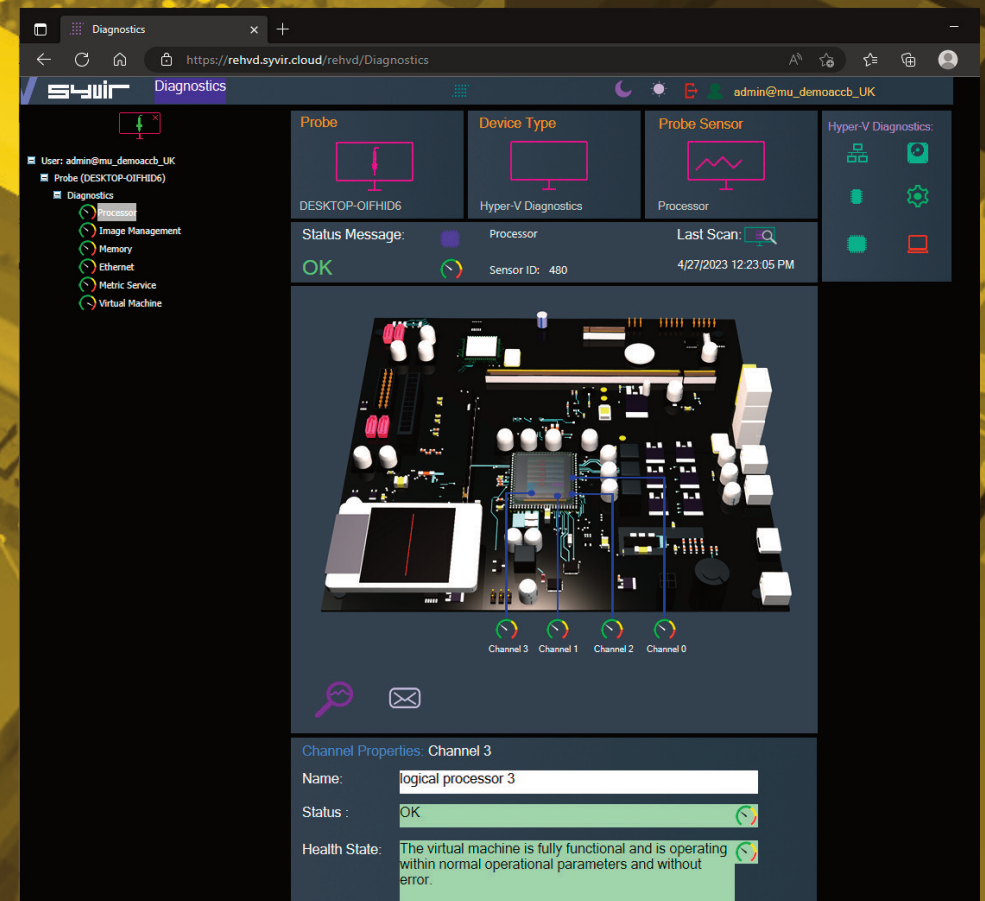 Diagnostics
https://rehvd.syvir.cloud/rehvd/Diagnostics
syvir
Diagnostics
admin@mu_demoaccb_UK
User: admin@mu_demoaccb_UK
Probe (DESKTOP-OIFHID6)
Diagnostics
Processor
Image Management
Memory
Ethernet
Metric Service
Virtual Machine
Probe
DESKTOP-OIFHID6
Device Type
Hyper-V Diagnostics
Probe Sensor
Processor
Hyper-V Diagnostics:
Status Message:
Processor
Last Scan:
OK
Sensor ID: 480
4/27/2023 12:23:05 PM
Channel 3
Channel 1
Channel 2
Channel 0
Channel Properties: Channel 3
Name:
logical processor 3
Status :
OK
Health State:
The virtual machine is fully functional and is operating
within normal operational parameters and without
error.